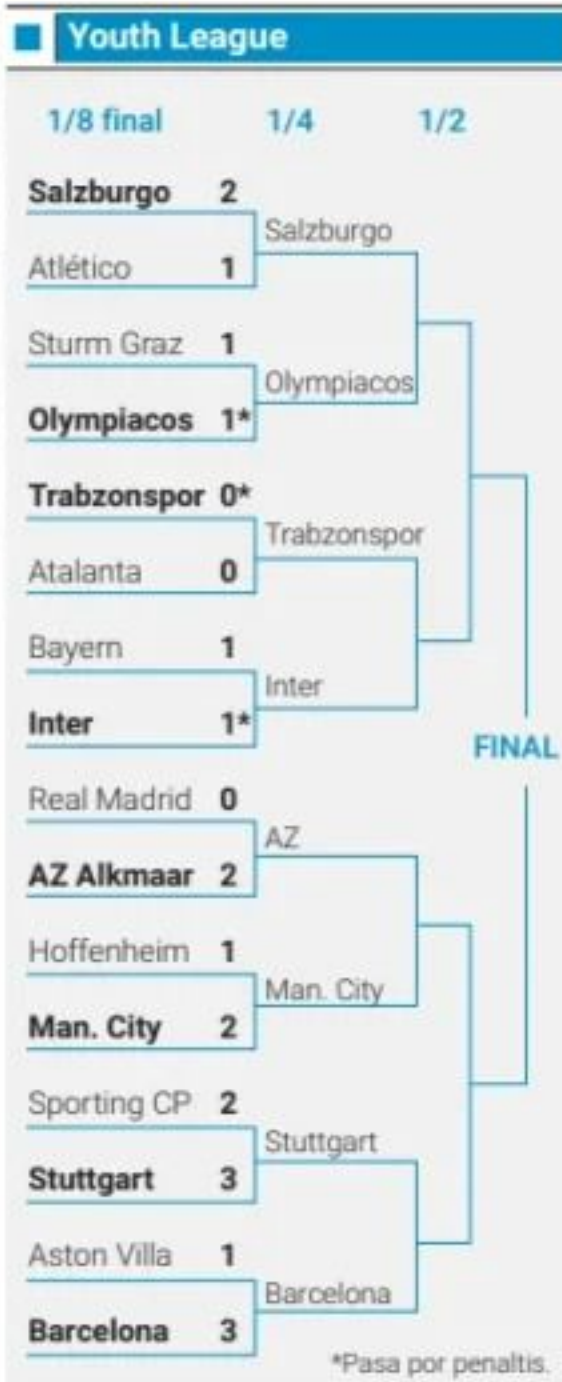 Youth League
1/8 final 1/4 1/2
Salzburgo 2
Salzburgo
Atlético 1
Sturm Graz 1
Olympiacos
Olympiacos 1*
Trabzonspor 0*
Trabzonspor
Atalanta 0
Bayern 1
Inter
Inter 1*
FINAL
Real Madrid 0
AZ
AZ Alkmaar 2
Hoffenheim 1
Man. City
Man. City 2
Sporting CP 2
Stuttgart
Stuttgart 3
Aston Villa 1
Barcelona
Barcelona 3
*Pasa por penaltis.